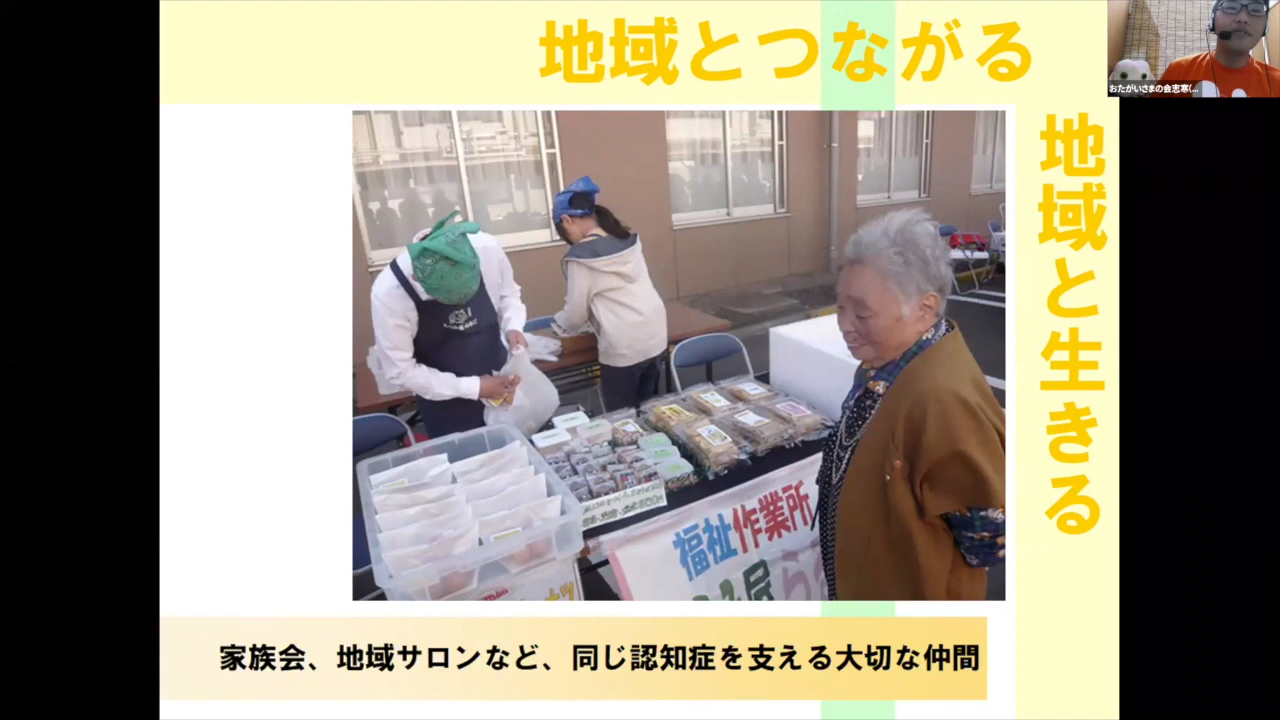 地域とつながる
おたがいさまの会志寒(...
地域と生きる
福祉作業所
家族会、地域サロンなど、同じ認知症を支える大切な仲間